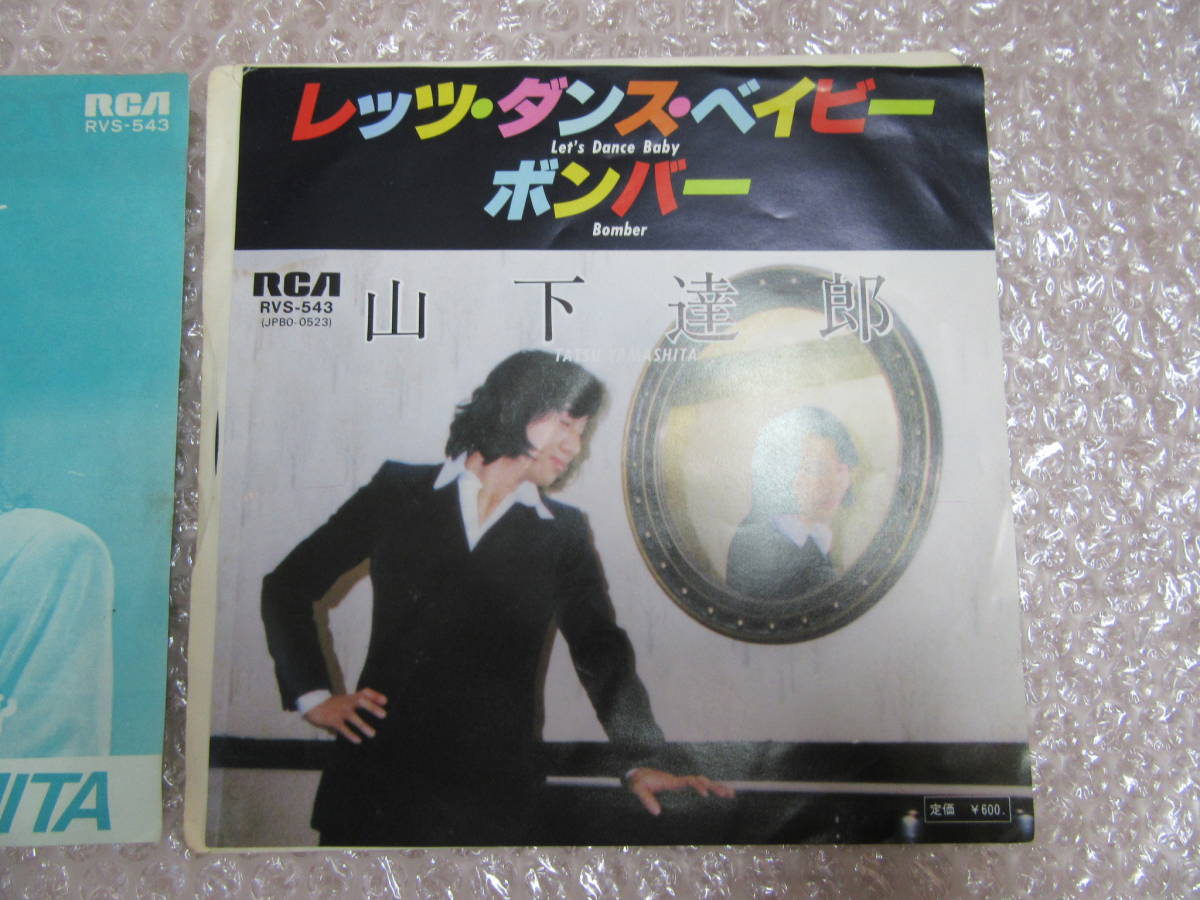 RCA
RVS-543
HITA
レッツ・ダンス・ベイビー
Let's Dance Baby
ボンバー
Bomber
RCA
RVS-543
(JPBO-0523)
山下達郎
TATSU YAMASHITA
定価 ￥600.